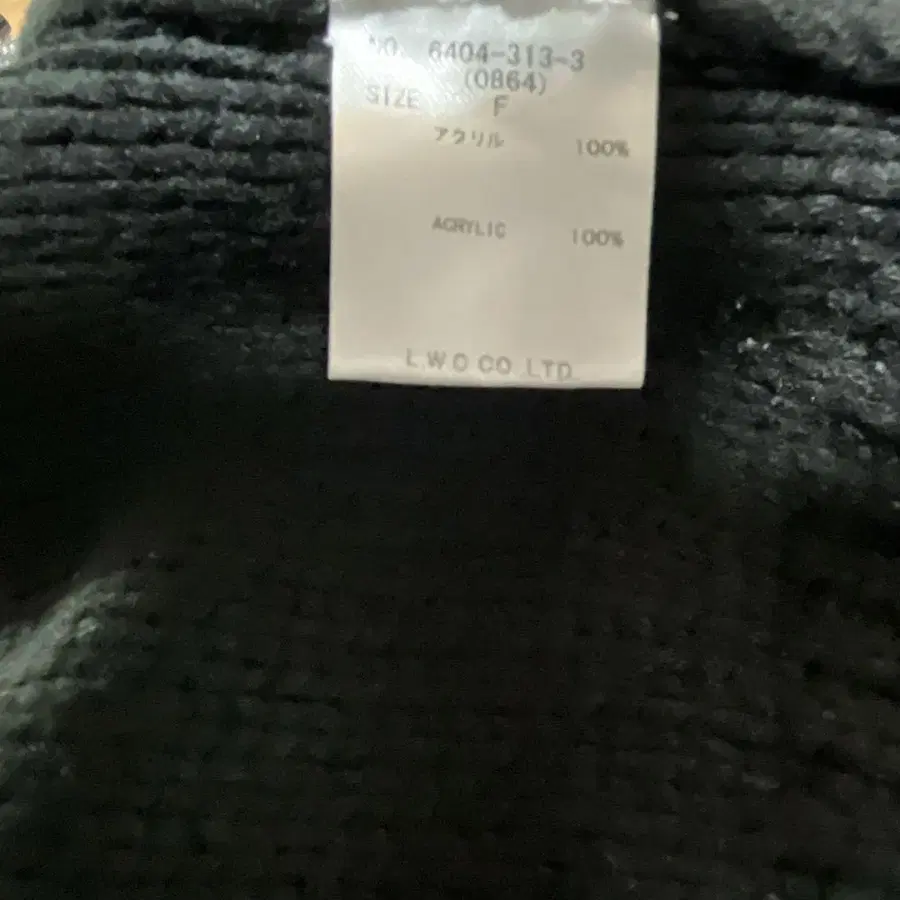 NO. 6404-313-3
(0864)
SIZE F
アクリル 100%
ACRYLIC 100%
L.W.O CO LTD